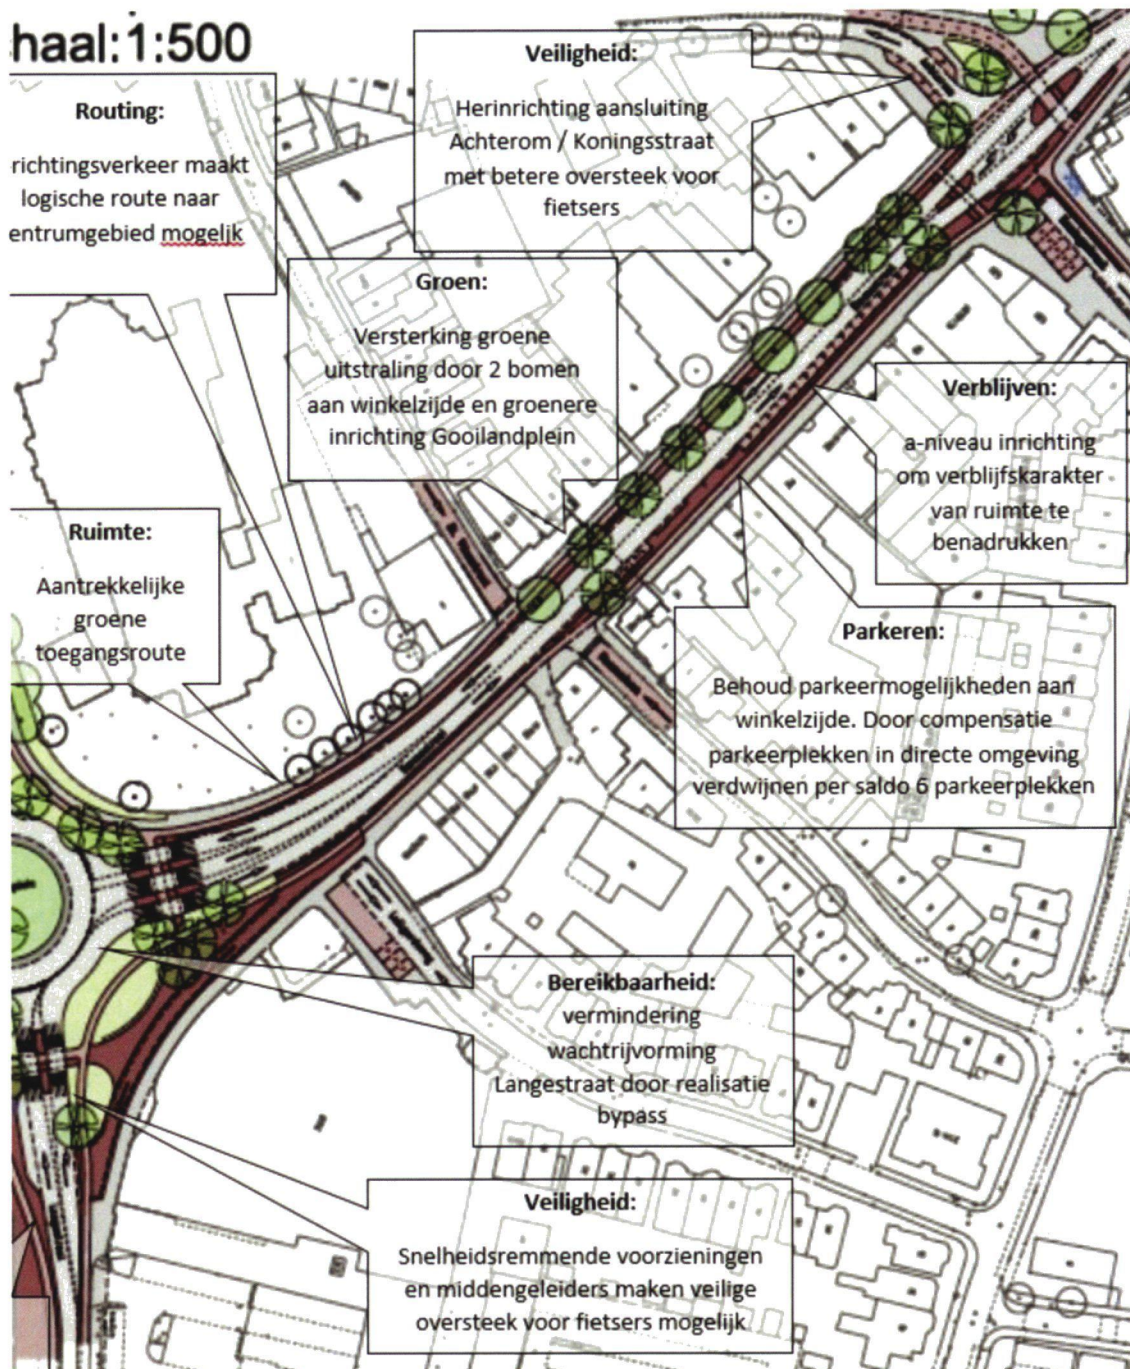 haal:1:500
Routing:
richtingsverkeer maakt
logische route naar
entrumgebied mogelijk
Veiligheid:
Herinrichting aansluiting
Achterom / Koningsstraat
met betere oversteek voor
fietsers
Groen:
Versterking groene
uitstraling door 2 bomen
aan winkelzijde en groenere
inrichting Gooilandplein
Verblijven:
a-niveau inrichting
om verblijfskarakter
van ruimte te
benadrukken
Ruimte:
Aantrekkelijke
groene
toegangsroute
Parkeren:
Behoud parkeermogelijkheden aan
winkelzijde. Door compensatie
parkeerplekken in directe omgeving
verdwijnen per saldo 6 parkeerplekken
Bereikbaarheid:
vermindering
wachtrijvorming
Langestraat door realisatie
bypass
Veiligheid:
Snelheidsremmende voorzieningen
en middengeleiders maken veilige
oversteek voor fietsers mogelijk